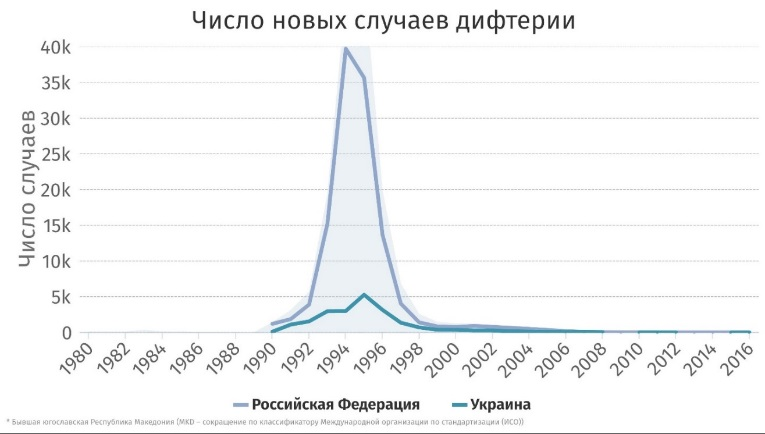 Число новых случаев дифтерии
Число случаев
40k
35k
30k
25k
20k
15k
10k
5k
0
1980 1982 1984 1986 1988 1990 1992 1994 1996 1998 2000 2002 2004 2006 2008 2010 2012 2014 2016
Российская Федерация Украина
* Бывшая югославская Республика Македония (MKD – сокращение по классификатору Международной организации по стандартизации (ИСО))